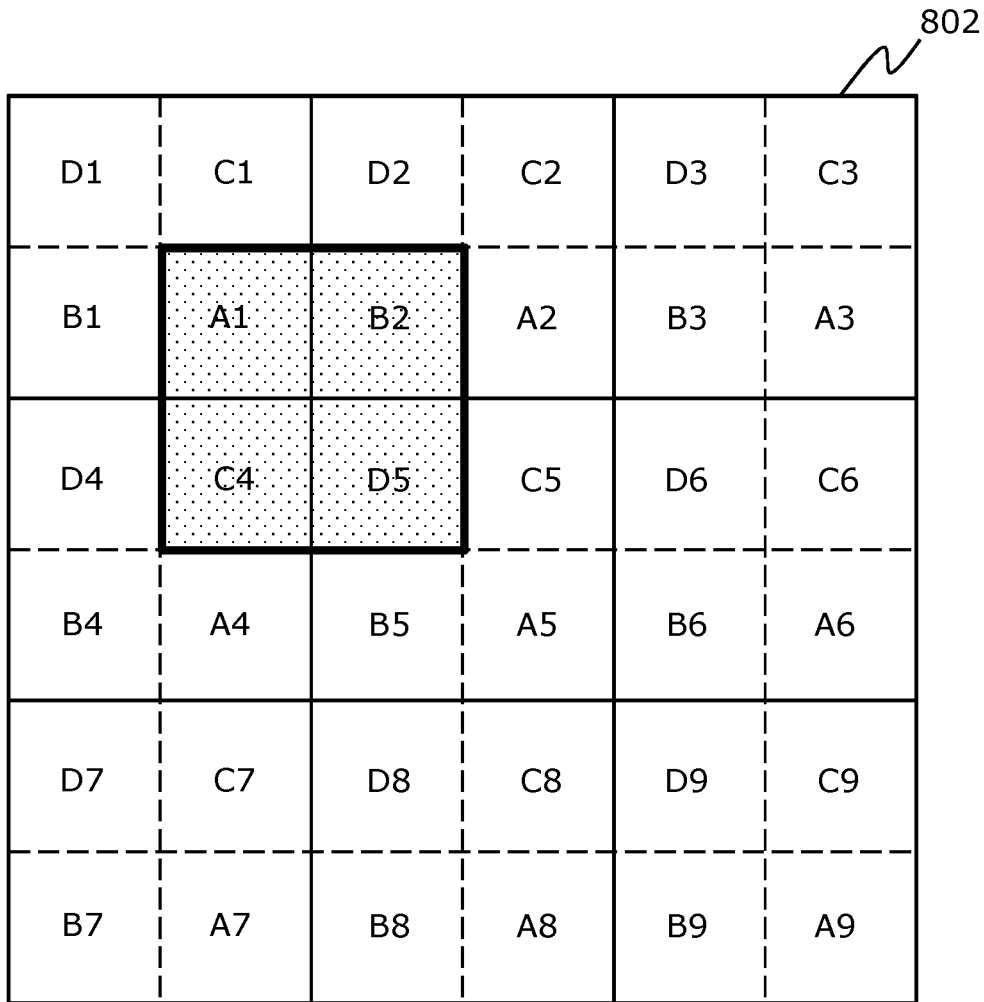 802
D1 C1 D2 C2 D3 C3
B1 A1 B2 A2 B3 A3
D4 C4 D5 C5 D6 C6
B4 A4 B5 A5 B6 A6
D7 C7 D8 C8 D9 C9
B7 A7 B8 A8 B9 A9